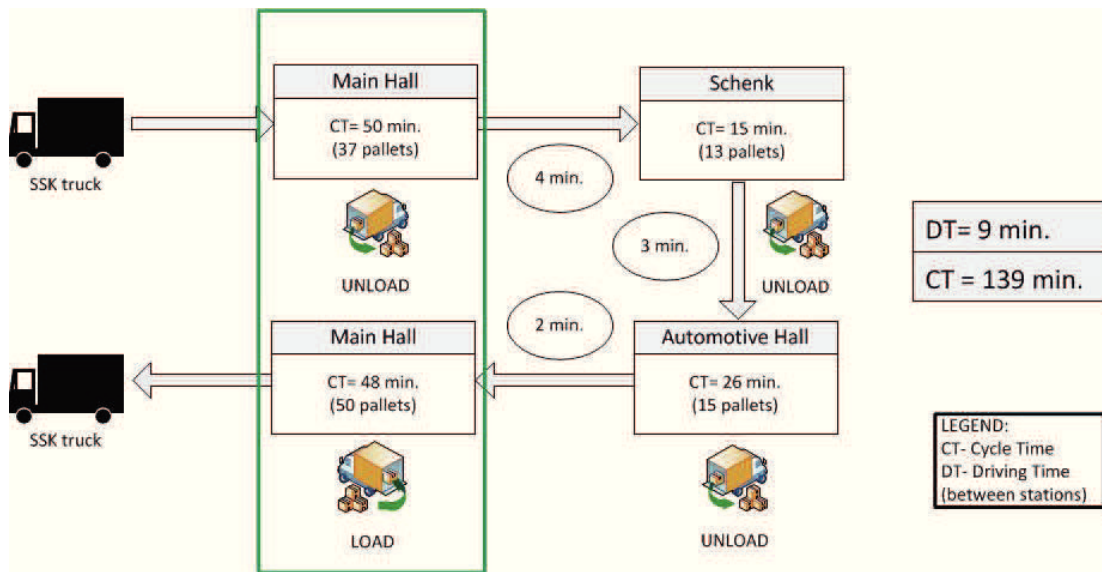 Main Hall
CT= 50 min.
(37 pallets)
Schenk
CT= 15 min.
(13 pallets)
SSK truck
4 min.
UNLOAD
3 min.
UNLOAD
DT= 9 min.
CT = 139 min.
2 min.
Main Hall
CT= 48 min.
(50 pallets)
Automotive Hall
CT= 26 min.
(15 pallets)
SSK truck
LOAD
UNLOAD
LEGEND:
CT- Cycle Time
DT- Driving Time
(between stations)